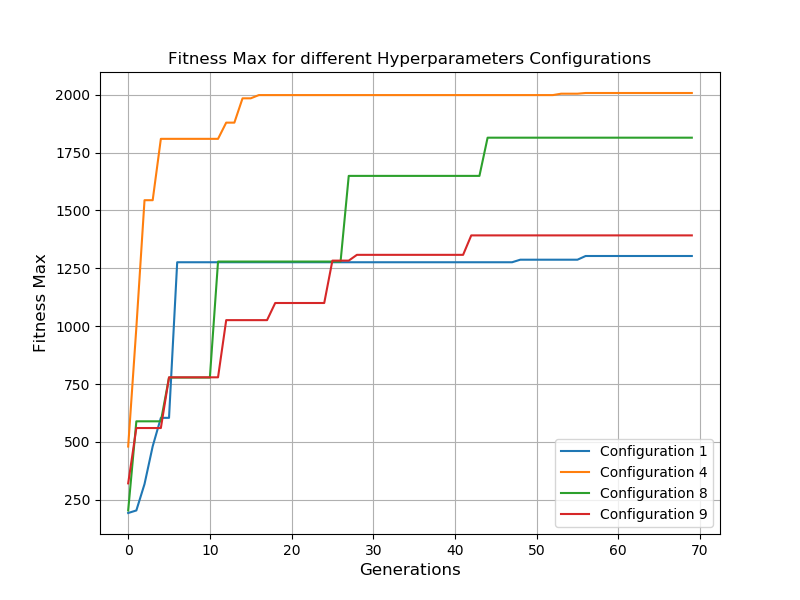 Fitness Max for different Hyperparameters Configurations
Fitness Max
2000
1750
1500
1250
1000
750
500
250
0 10 20 30 40 50 60 70
Generations
Configuration 1
Configuration 4
Configuration 8
Configuration 9